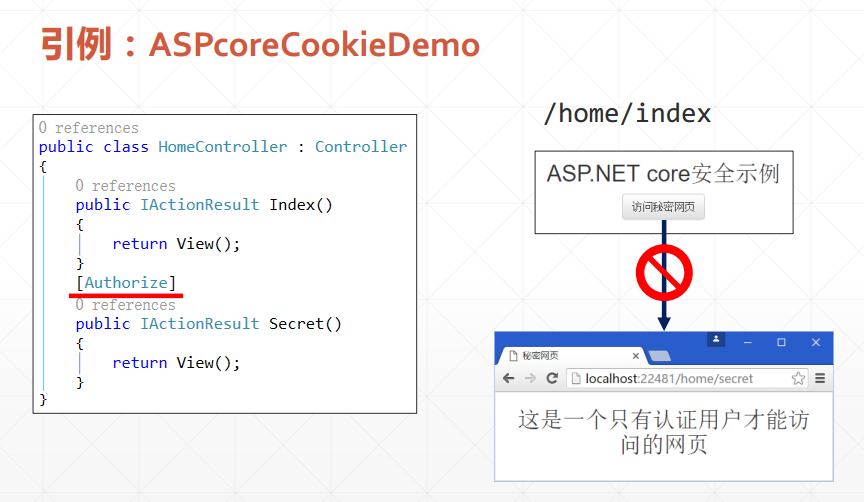 引例：ASPcoreCookieDemo
0 references
public class HomeController : Controller
{
0 references
public IActionResult Index()
{
return View();
}
[Authorize]
0 references
public IActionResult Secret()
{
return View();
}
}
/home/index
ASP.NET core安全示例
访问秘密网页
秘密网页
localhost:22481/home/secret
这是一个只有认证用户才能访
问的网页